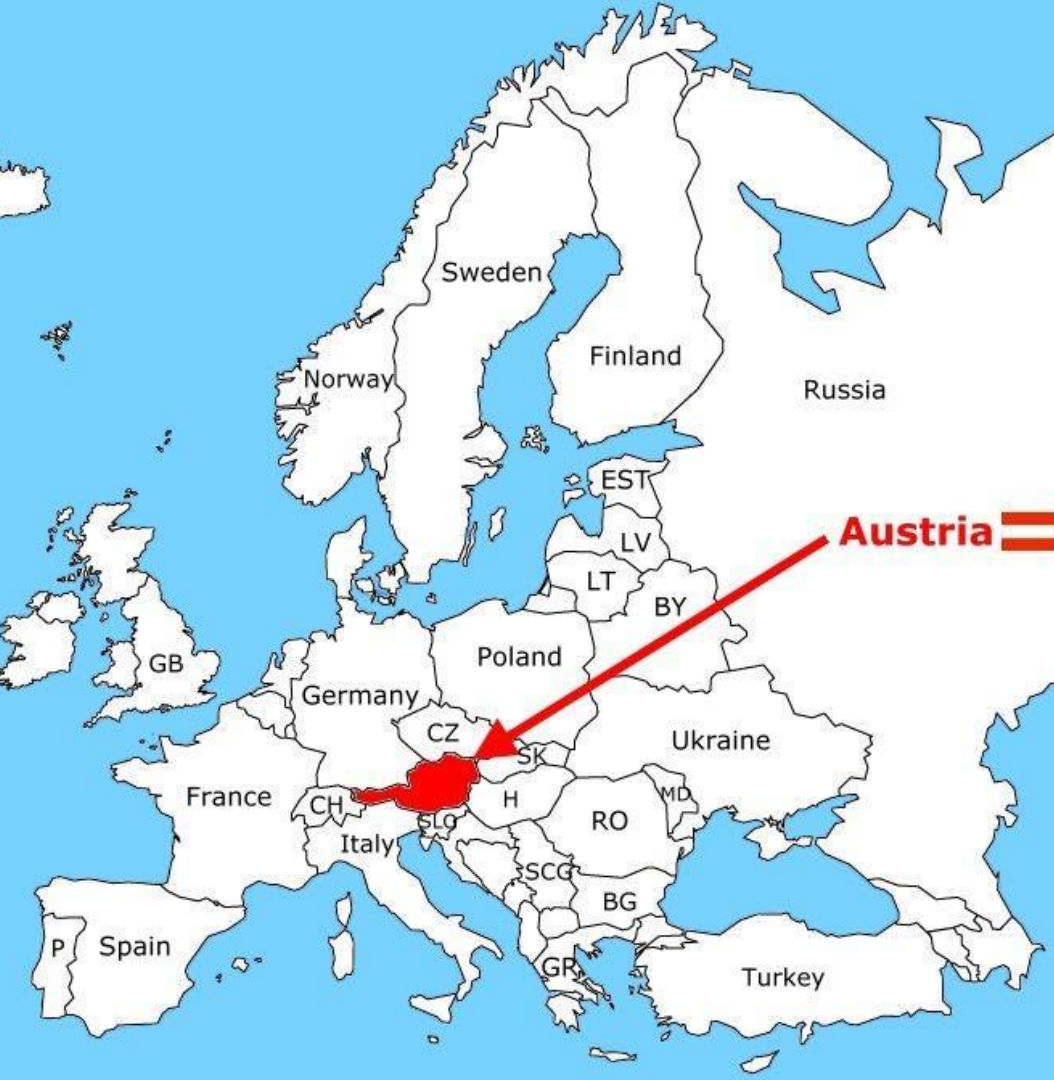 Sweden
Finland
Norway
Russia
EST
Austria
LV
LT
BY
GB
Poland
Germany
CZ
Ukraine
SK
France
CH
H
MD
SLO
RO
Italy
SCG
BG
P
Spain
GR
Turkey